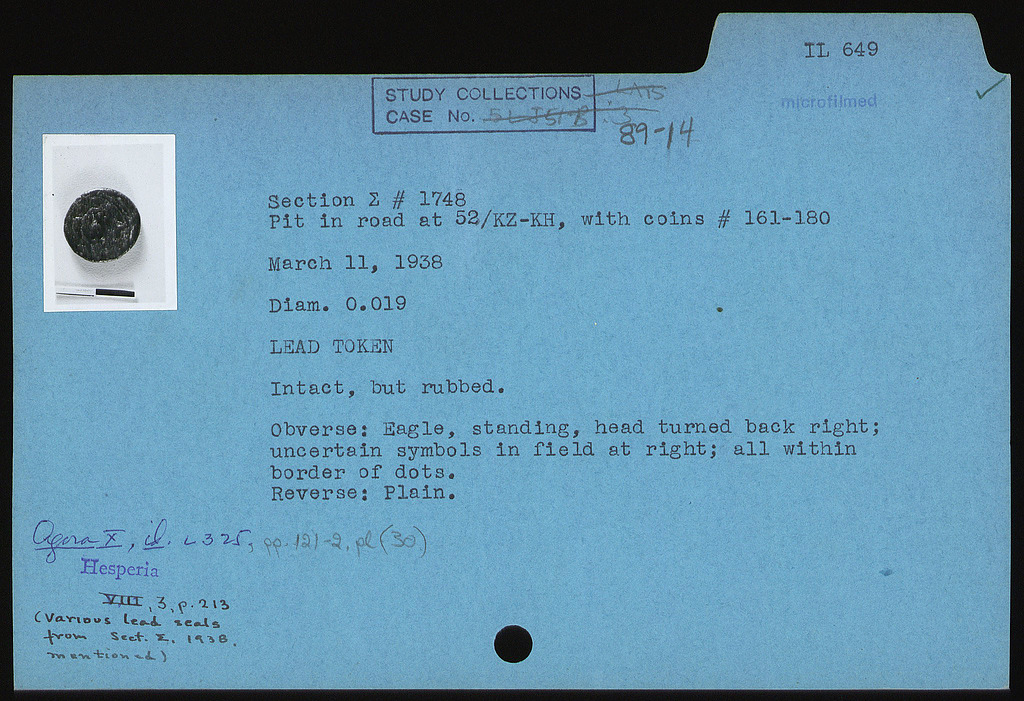 IL 649
microfilmed
STUDY COLLECTIONS
CASE No.
89-14
Section Σ # 1748
Pit in road at 52/ΚΖ-ΚΗ, with coins # 161-180
March 11, 1938
Diam. 0.019
LEAD TOKEN
Intact, but rubbed.
Obverse: Eagle, standing, head turned back right;
uncertain symbols in field at right; all within
border of dots.
Reverse: Plain.
Agora X, id. L325, pp. 121-2, pl (30)
Hesperia
VIII, 3, p. 213
(various lead seals
from Sect. Σ, 1938,
mentioned)